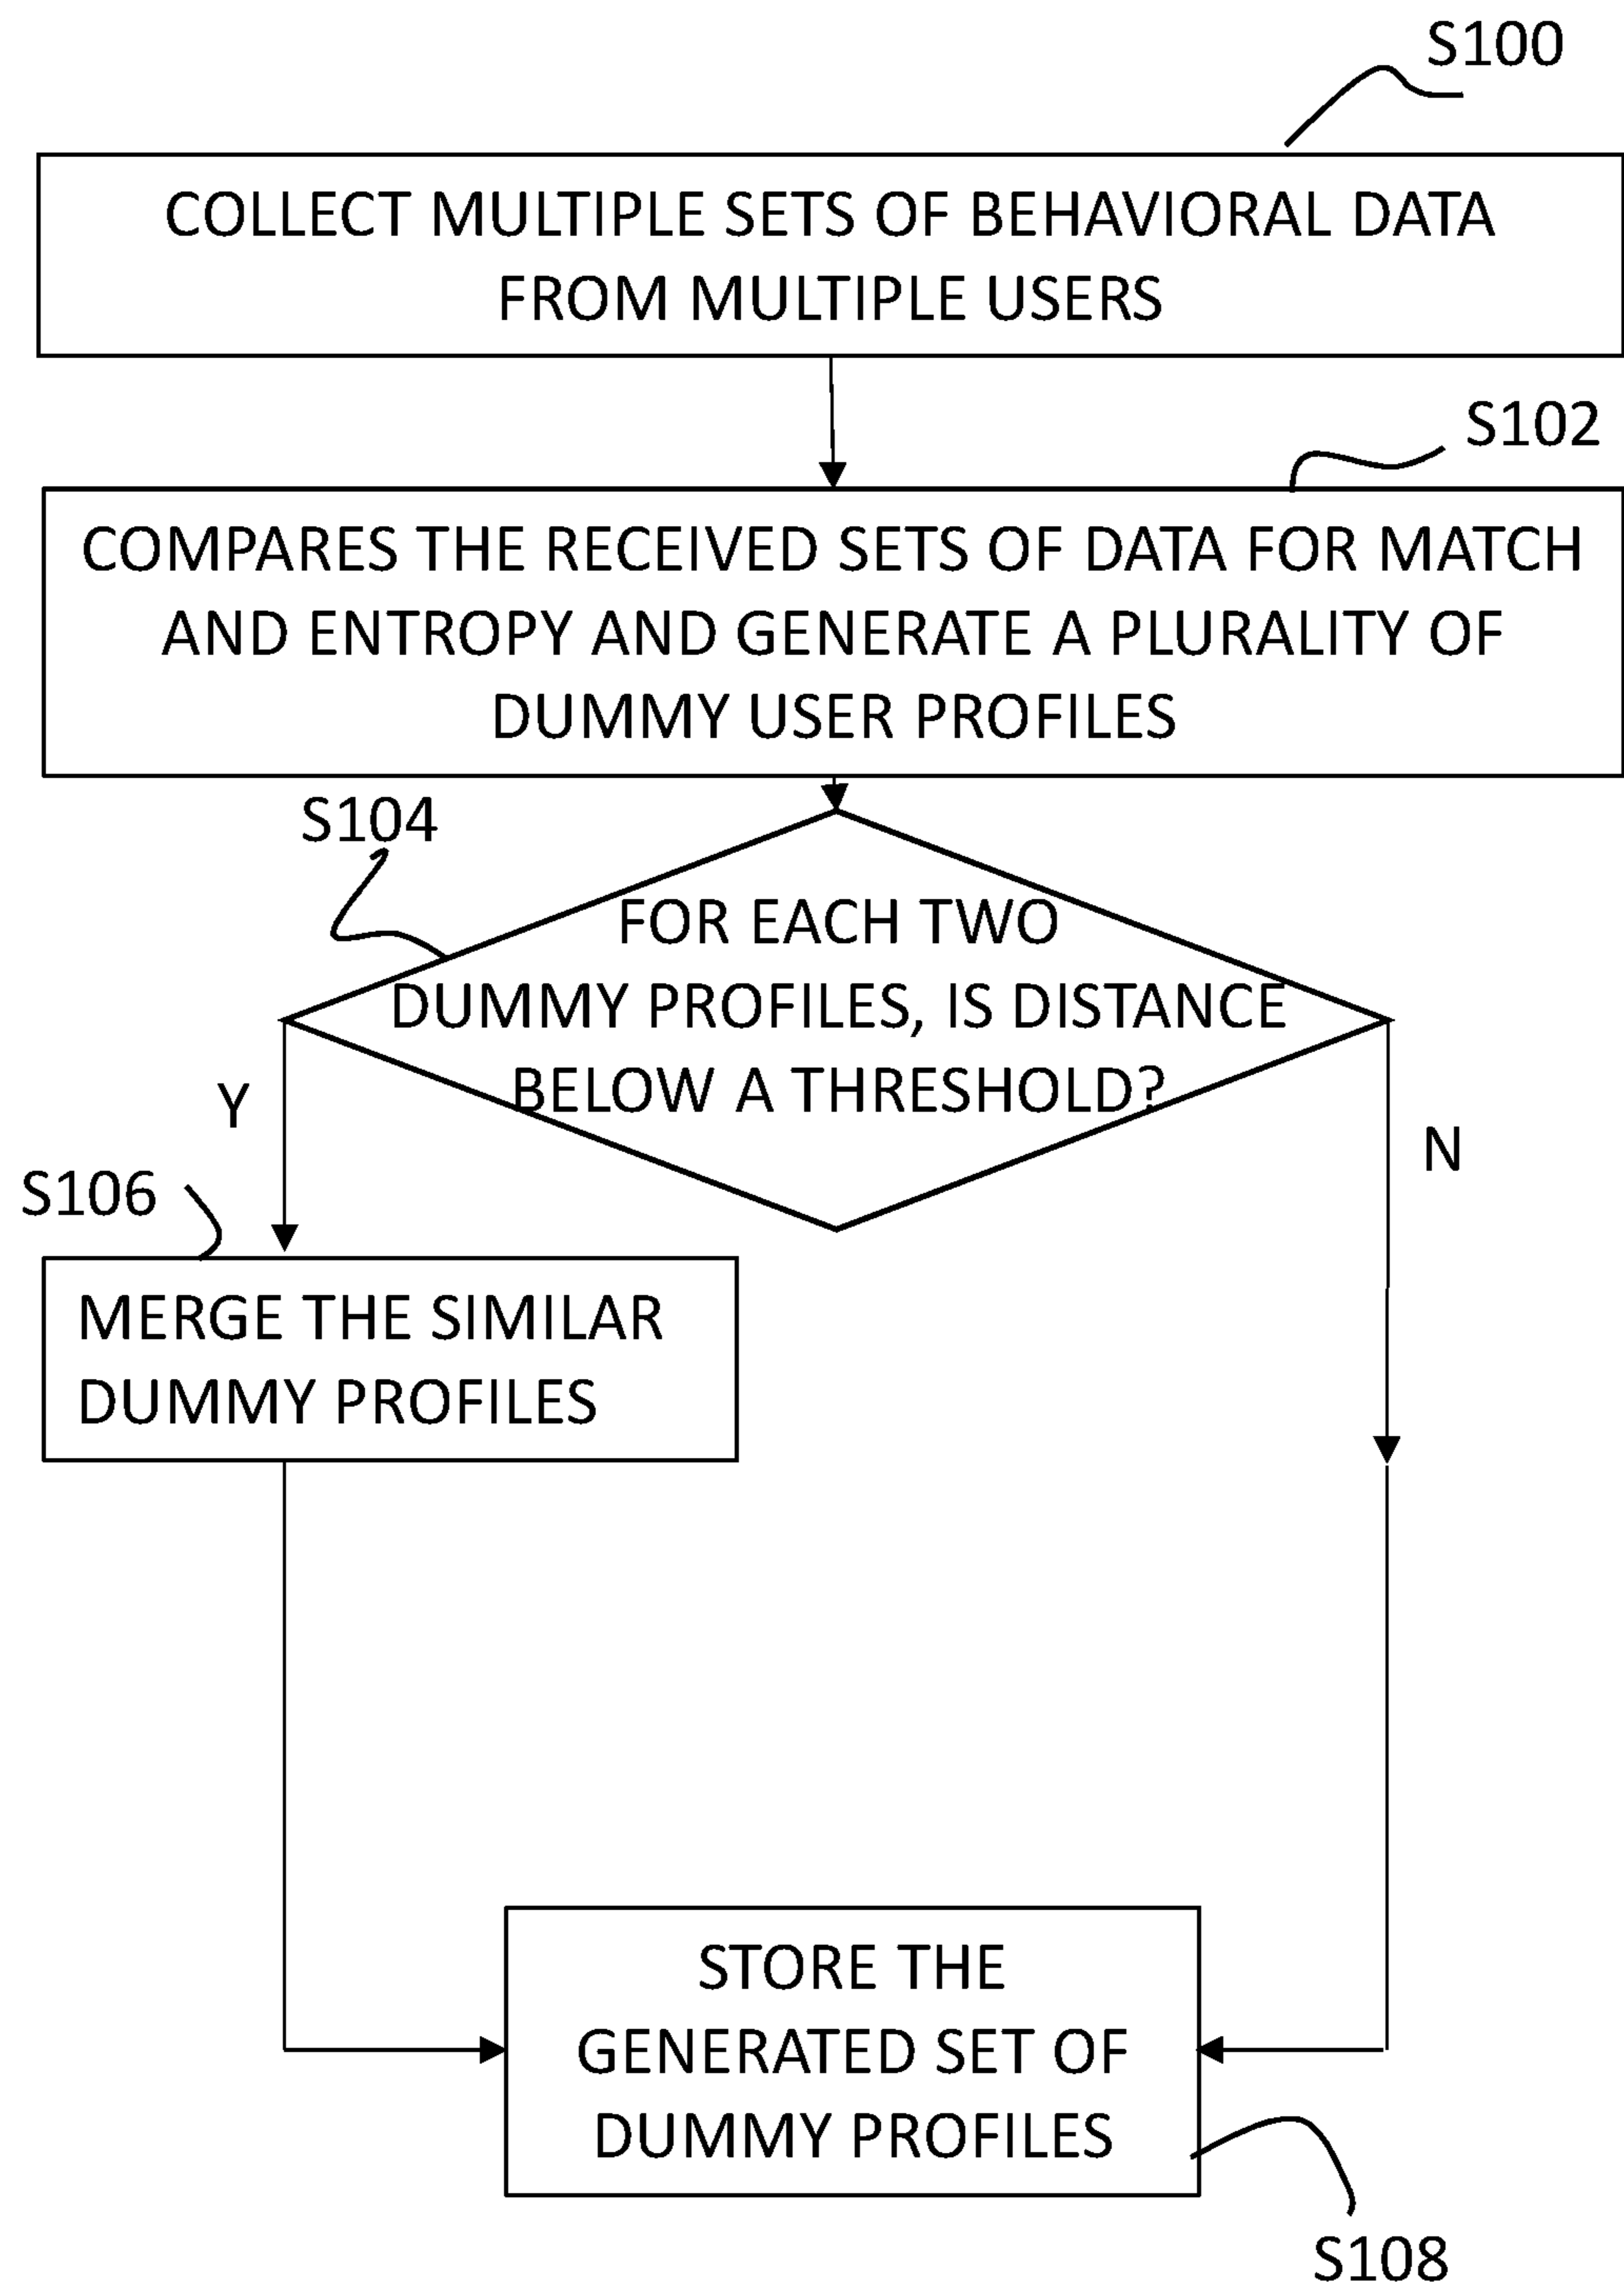 S100
COLLECT MULTIPLE SETS OF BEHAVIORAL DATA
FROM MULTIPLE USERS
S102
COMPARES THE RECEIVED SETS OF DATA FOR MATCH
AND ENTROPY AND GENERATE A PLURALITY OF
DUMMY USER PROFILES
S104
FOR EACH TWO
DUMMY PROFILES, IS DISTANCE
BELOW A THRESHOLD?
Y
N
S106
MERGE THE SIMILAR
DUMMY PROFILES
STORE THE
GENERATED SET OF
DUMMY PROFILES
S108